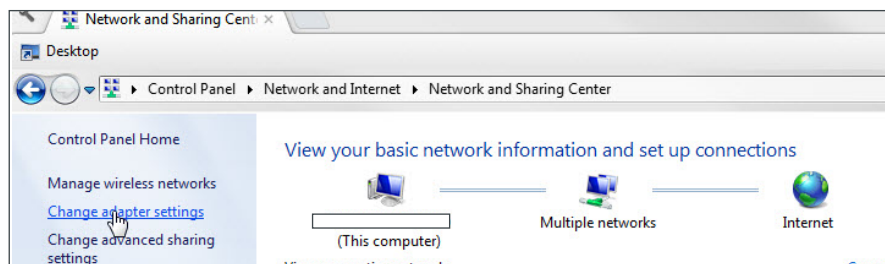 Network and Sharing Cent
Desktop
Control Panel Network and Internet Network and Sharing Center
Control Panel Home
View your basic network information and set up connections
Manage wireless networks
Change adapter settings
Change advanced sharing
settings
Multiple networks
Internet
(This computer)